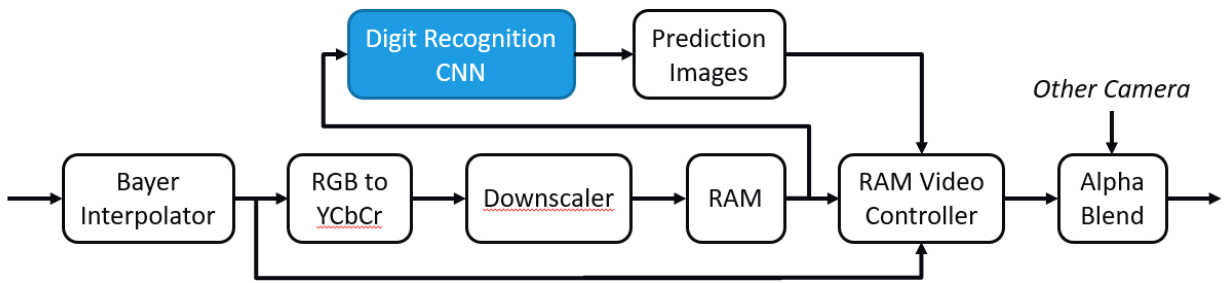 Digit Recognition
CNN
Prediction
Images
Other Camera
Bayer
Interpolator
RGB to
YCbCr
Downscaler
RAM
RAM Video
Controller
Alpha
Blend